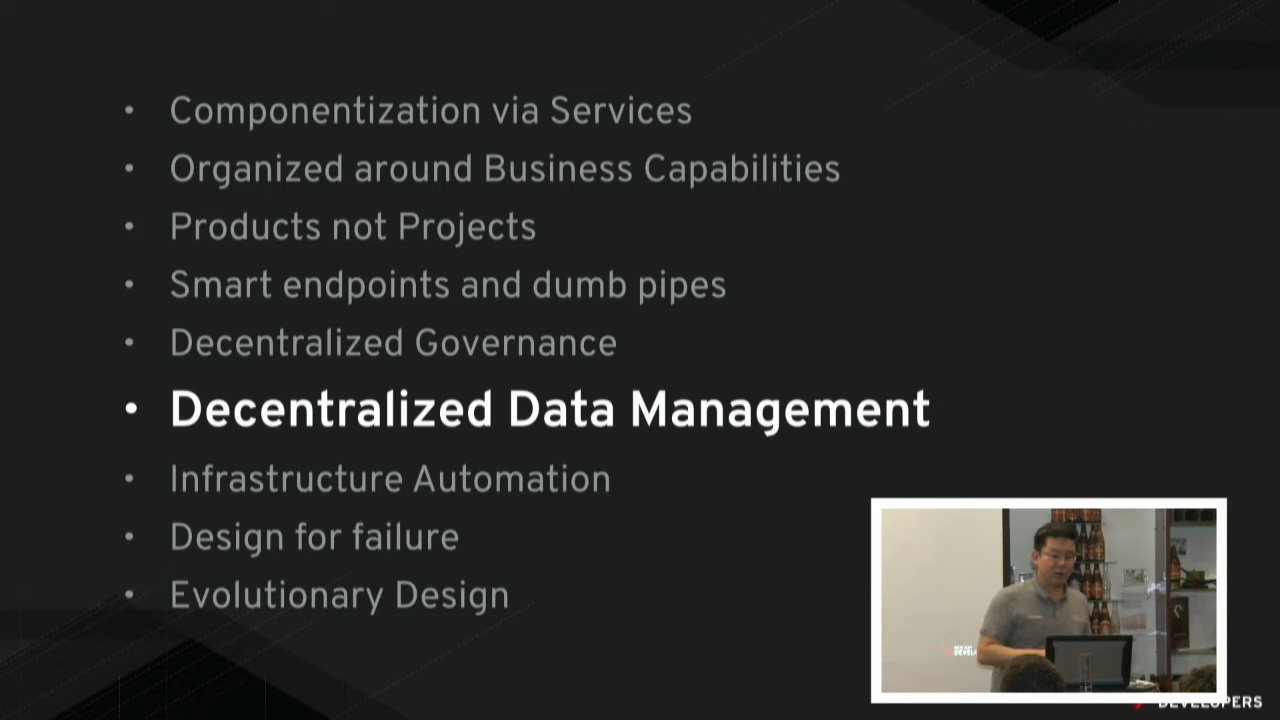 • Componentization via Services
• Organized around Business Capabilities
• Products not Projects
• Smart endpoints and dumb pipes
• Decentralized Governance
• Decentralized Data Management
• Infrastructure Automation
• Design for failure
• Evolutionary Design
DEVELOPERS